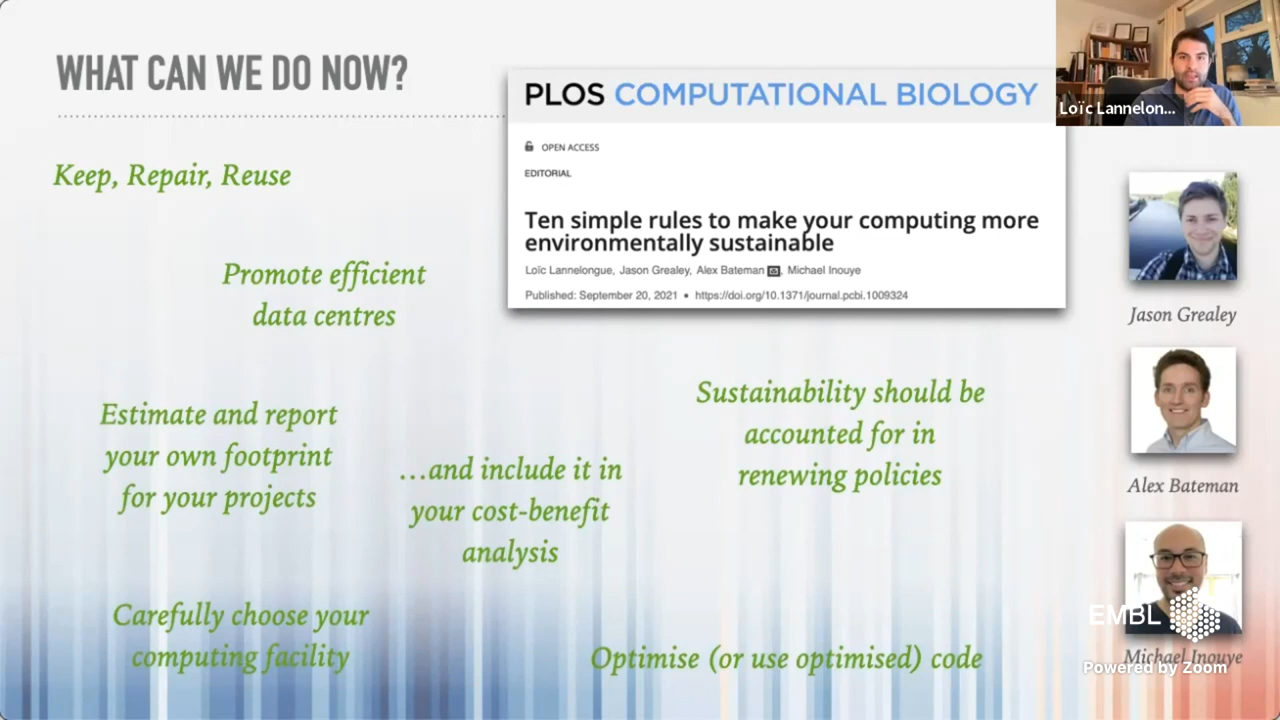 WHAT CAN WE DO NOW?
Loïc Lannelon...
PLOS COMPUTATIONAL BIOLOGY
OPEN ACCESS
EDITORIAL
Ten simple rules to make your computing more
environmentally sustainable
Loïc Lannelongue, Jason Grealey, Alex Bateman, Michael Inouye
Published: September 20, 2021 • https://doi.org/10.1371/journal.pcbi.1009324
Keep, Repair, Reuse
Promote efficient
data centres
Estimate and report
your own footprint
for your projects
...and include it in
your cost-benefit
analysis
Sustainability should be
accounted for in
renewing policies
Carefully choose your
computing facility
Optimise (or use optimised) code
Jason Grealey
Alex Bateman
EMBL
Michael Inouye
Powered by Zoom